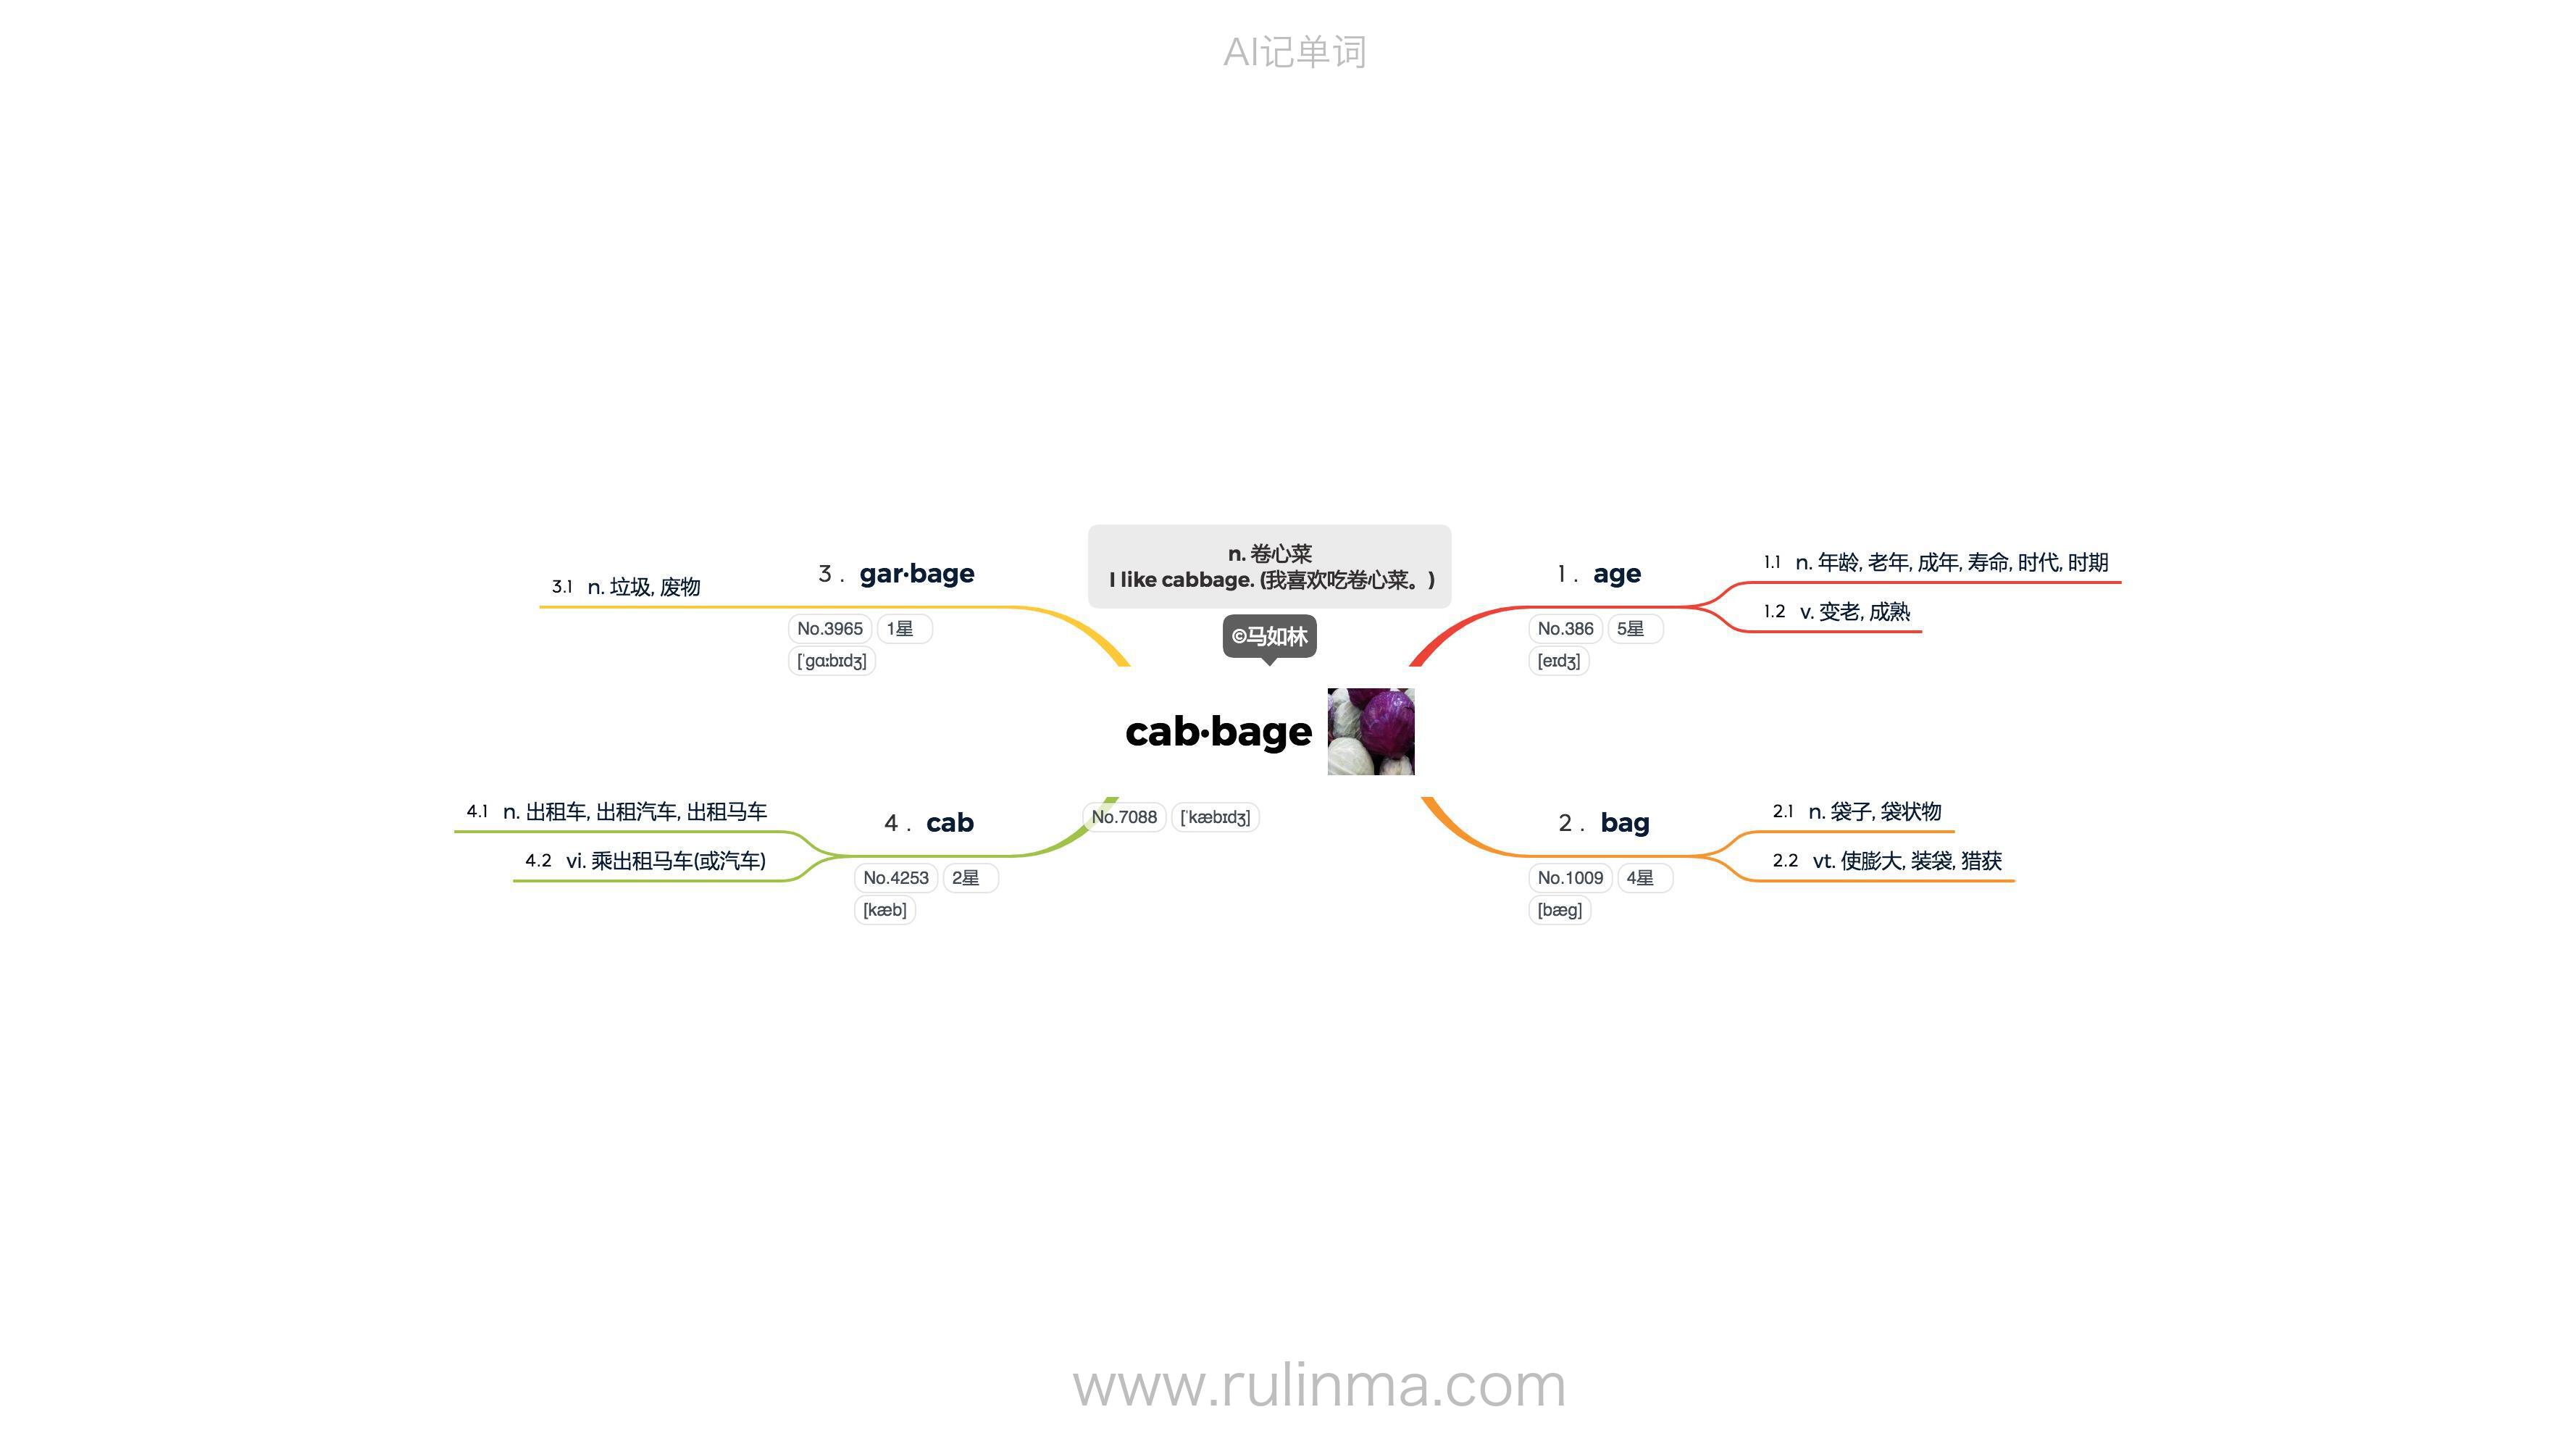 AI记单词
n. 卷心菜
I like cabbage. (我喜欢吃卷心菜。)
©马如林
cab·bage
No.7088 [ˈkæbɪdʒ]
1 . age
No.386 5星
[eɪdʒ]
1.1 n. 年龄, 老年, 成年, 寿命, 时代, 时期
1.2 v. 变老, 成熟
2 . bag
No.1009 4星
[bæg]
2.1 n. 袋子, 袋状物
2.2 vt. 使膨大, 装袋, 猎获
3 . gar·bage
No.3965 1星
[ˈgɑːbɪdʒ]
3.1 n. 垃圾, 废物
4 . cab
No.4253 2星
[kæb]
4.1 n. 出租车, 出租汽车, 出租马车
4.2 vi. 乘出租马车(或汽车)
www.rulinma.com